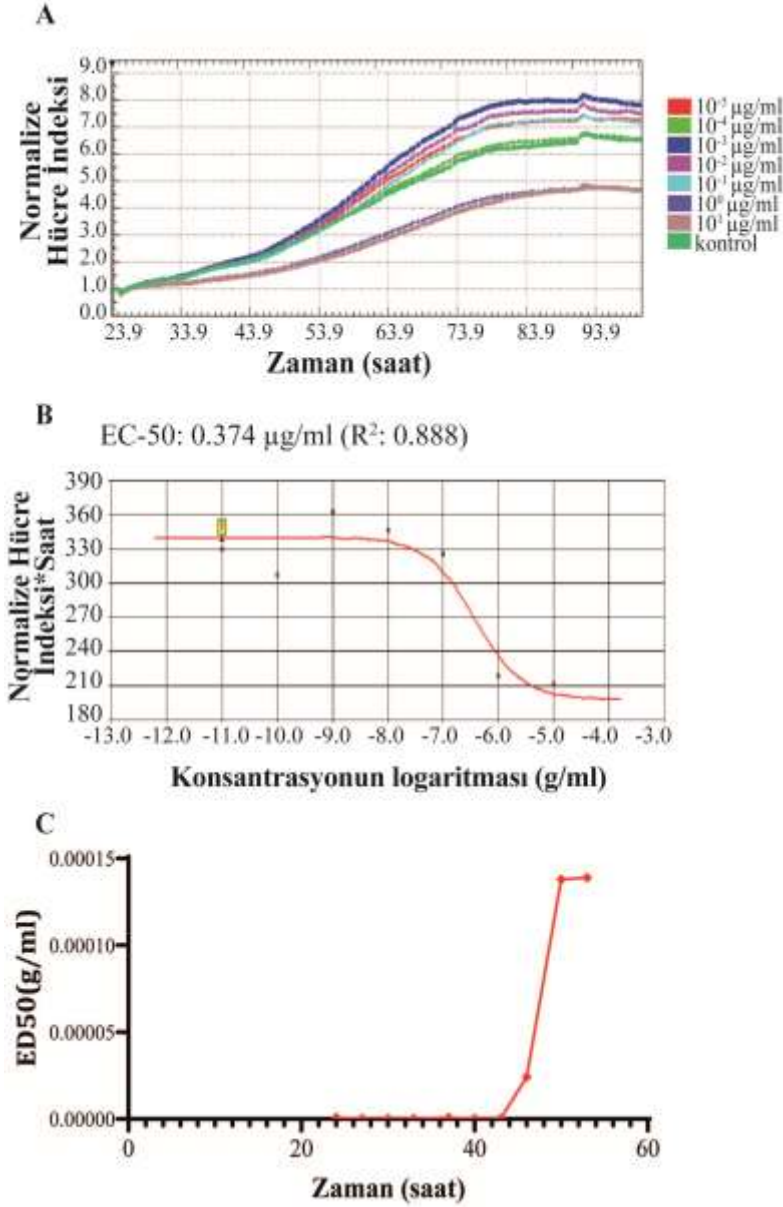 A
Normalize
Hücre İndeksi
9.0
8.0
7.0
6.0
5.0
4.0
3.0
2.0
1.0
0.0
23.9 33.9 43.9 53.9 63.9 73.9 83.9 93.9
Zaman (saat)
10⁻⁵ µg/ml
10⁻⁴ µg/ml
10⁻³ µg/ml
10⁻² µg/ml
10⁻¹ µg/ml
10⁰ µg/ml
10¹ µg/ml
kontrol
B
EC-50: 0.374 µg/ml (R²: 0.888)
Normalize Hücre
İndeksi*Saat
390
360
330
300
270
240
210
180
-13.0 -12.0 -11.0 -10.0 -9.0 -8.0 -7.0 -6.0 -5.0 -4.0 -3.0
Konsantrasyonun logaritması (g/ml)
C
ED50(g/ml)
0.00015
0.00010
0.00005
0.00000
0 20 40 60
Zaman (saat)